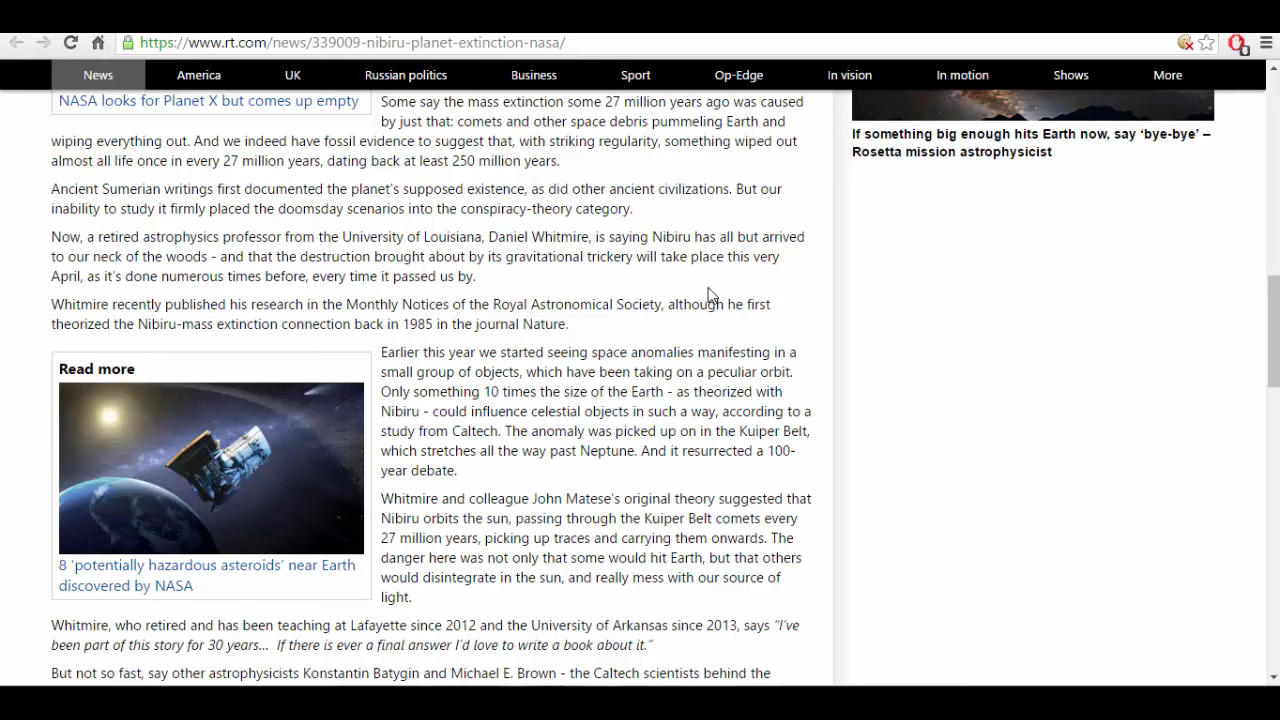 https://www.rt.com/news/339009-nibiru-planet-extinction-nasa/
News America UK Russian politics Business Sport Op-Edge In vision In motion Shows More
NASA looks for Planet X but comes up empty
Some say the mass extinction some 27 million years ago was caused
by just that: comets and other space debris pummeling Earth and
wiping everything out. And we indeed have fossil evidence to suggest that, with striking regularity, something wiped out
almost all life once in every 27 million years, dating back at least 250 million years.
Ancient Sumerian writings first documented the planet's supposed existence, as did other ancient civilizations. But our
inability to study it firmly placed the doomsday scenarios into the conspiracy-theory category.
Now, a retired astrophysics professor from the University of Louisiana, Daniel Whitmire, is saying Nibiru has all but arrived
to our neck of the woods - and that the destruction brought about by its gravitational trickery will take place this very
April, as it's done numerous times before, every time it passed us by.
Whitmire recently published his research in the Monthly Notices of the Royal Astronomical Society, although he first
theorized the Nibiru-mass extinction connection back in 1985 in the journal Nature.
Read more
8 'potentially hazardous asteroids' near Earth
discovered by NASA
Earlier this year we started seeing space anomalies manifesting in a
small group of objects, which have been taking on a peculiar orbit.
Only something 10 times the size of the Earth - as theorized with
Nibiru - could influence celestial objects in such a way, according to a
study from Caltech. The anomaly was picked up on in the Kuiper Belt,
which stretches all the way past Neptune. And it resurrected a 100-
year debate.
Whitmire and colleague John Matese's original theory suggested that
Nibiru orbits the sun, passing through the Kuiper Belt comets every
27 million years, picking up traces and carrying them onwards. The
danger here was not only that some would hit Earth, but that others
would disintegrate in the sun, and really mess with our source of
light.
Whitmire, who retired and has been teaching at Lafayette since 2012 and the University of Arkansas since 2013, says "I've
been part of this story for 30 years... If there is ever a final answer I'd love to write a book about it."
But not so fast, say other astrophysicists Konstantin Batygin and Michael E. Brown - the Caltech scientists behind the
If something big enough hits Earth now, say 'bye-bye' –
Rosetta mission astrophysicist